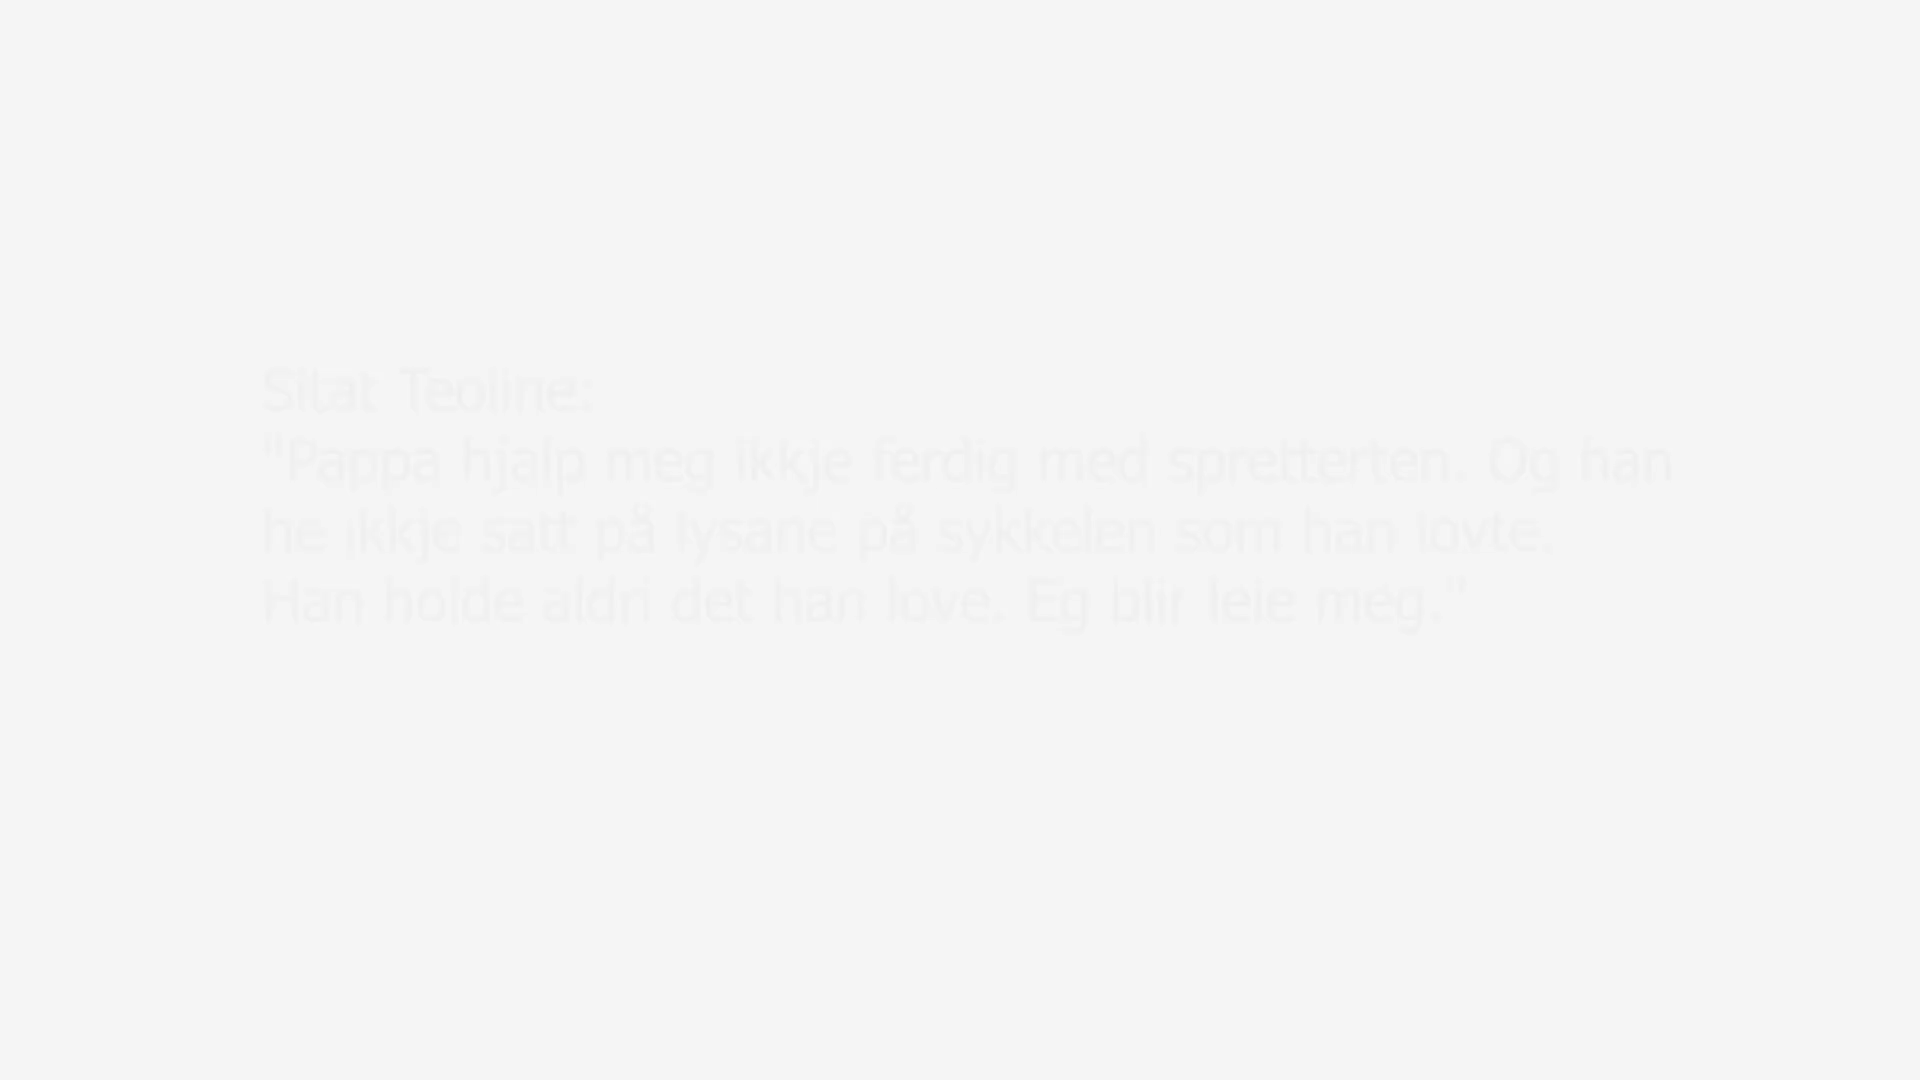 Sitat Teoline:
"Pappa hjalp meg ikkje ferdig med spretterten. Og han
he ikkje satt på lysane på sykkelen som han lovte.
Han holde aldri det han love. Eg blir leie meg."